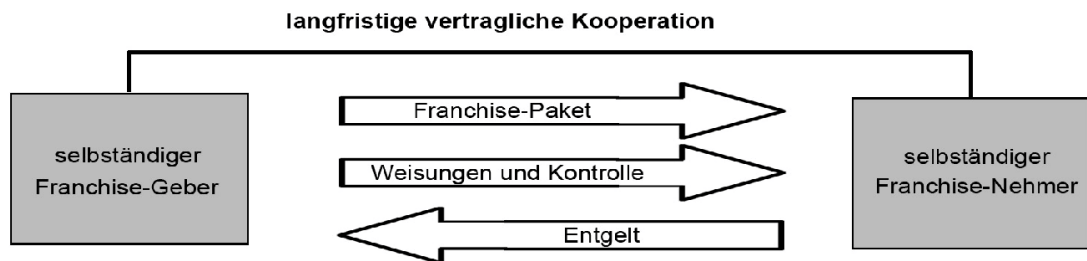 langfristige vertragliche Kooperation
Franchise-Paket
selbständiger
Franchise-Geber
Weisungen und Kontrolle
selbständiger
Franchise-Nehmer
Entgelt